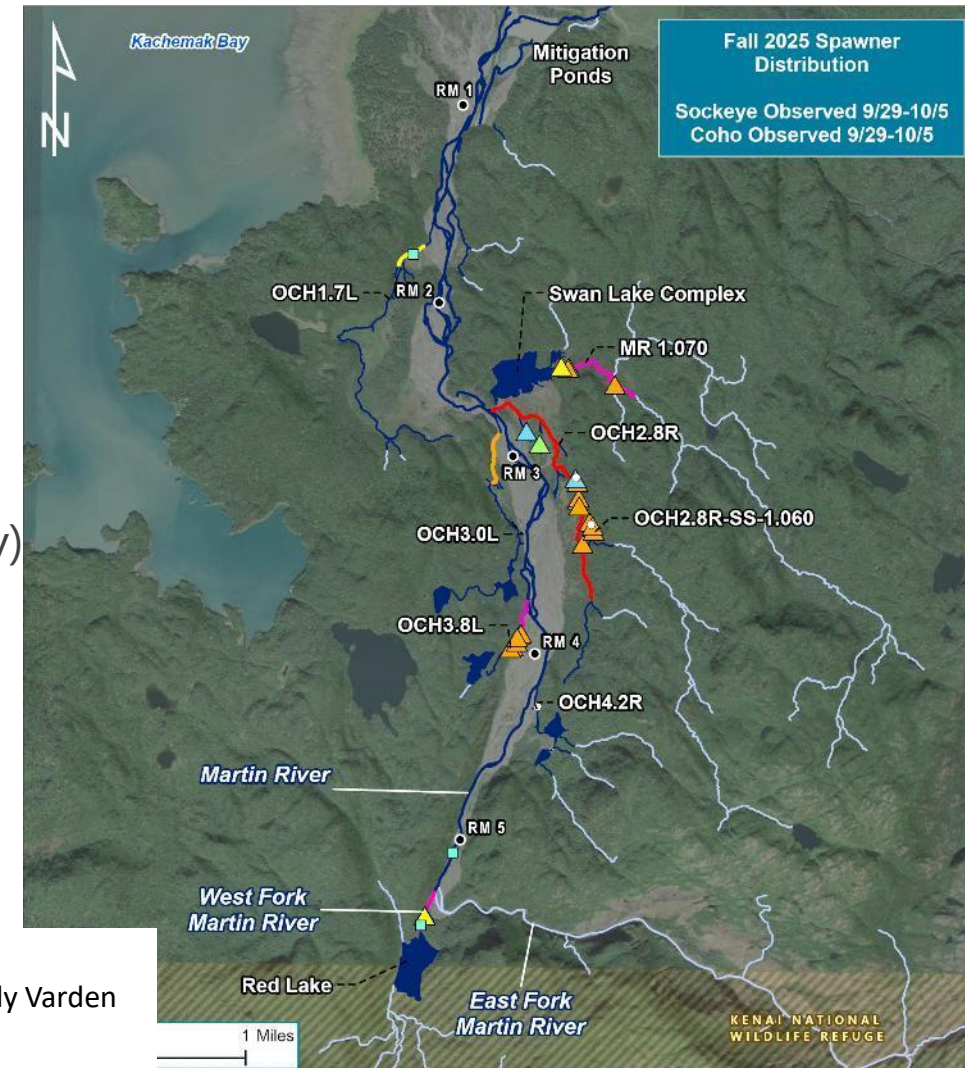 Kachemak Bay
Mitigation
Ponds
Fall 2025 Spawner
Distribution
Sockeye Observed 9/29-10/5
Coho Observed 9/29-10/5
N
RM 1
OCH1.7L
RM 2
Swan Lake Complex
MR 1.070
OCH2.8R
RM 3
OCH2.8R-SS-1.060
OCH3.0L
OCH3.8L
RM 4
OCH4.2R
Martin River
RM 5
West Fork
Martin River
Red Lake
East Fork
Martin River
KENAI NATIONAL
WILDLIFE REFUGE
Varden
1 Miles